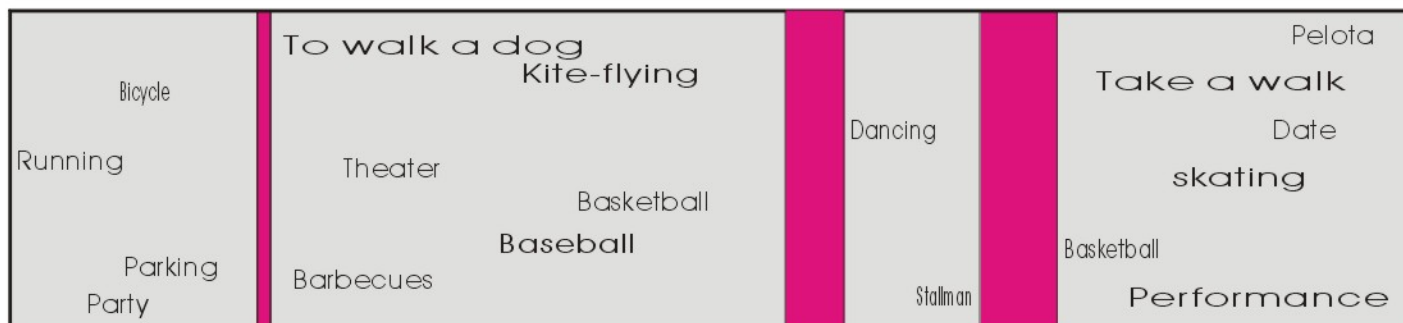 Bicycle
Running
Parking
Party
To walk a dog
Kite-flying
Theater
Basketball
Baseball
Barbecues
Dancing
Stallman
Pelota
Take a walk
Date
skating
Basketball
Performance